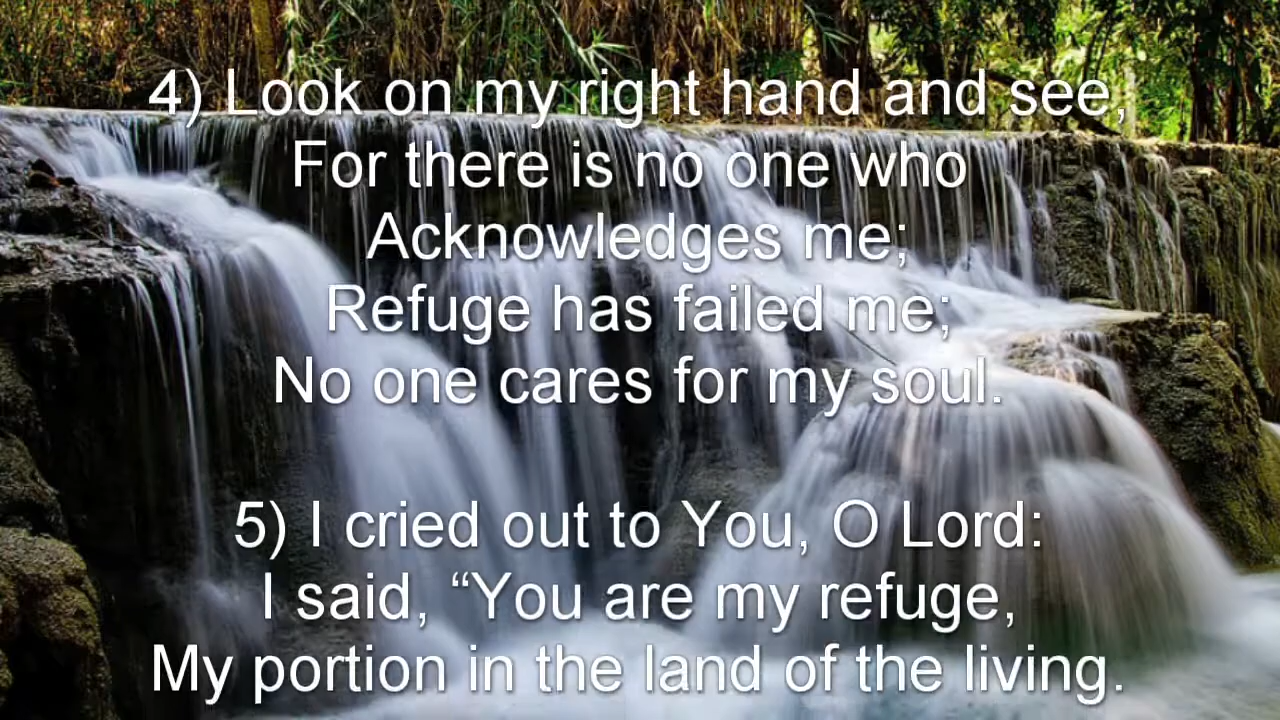 4) Look on my right hand and see,
For there is no one who
Acknowledges me;
Refuge has failed me;
No one cares for my soul.
5) I cried out to You, O Lord:
I said, “You are my refuge,
My portion in the land of the living.